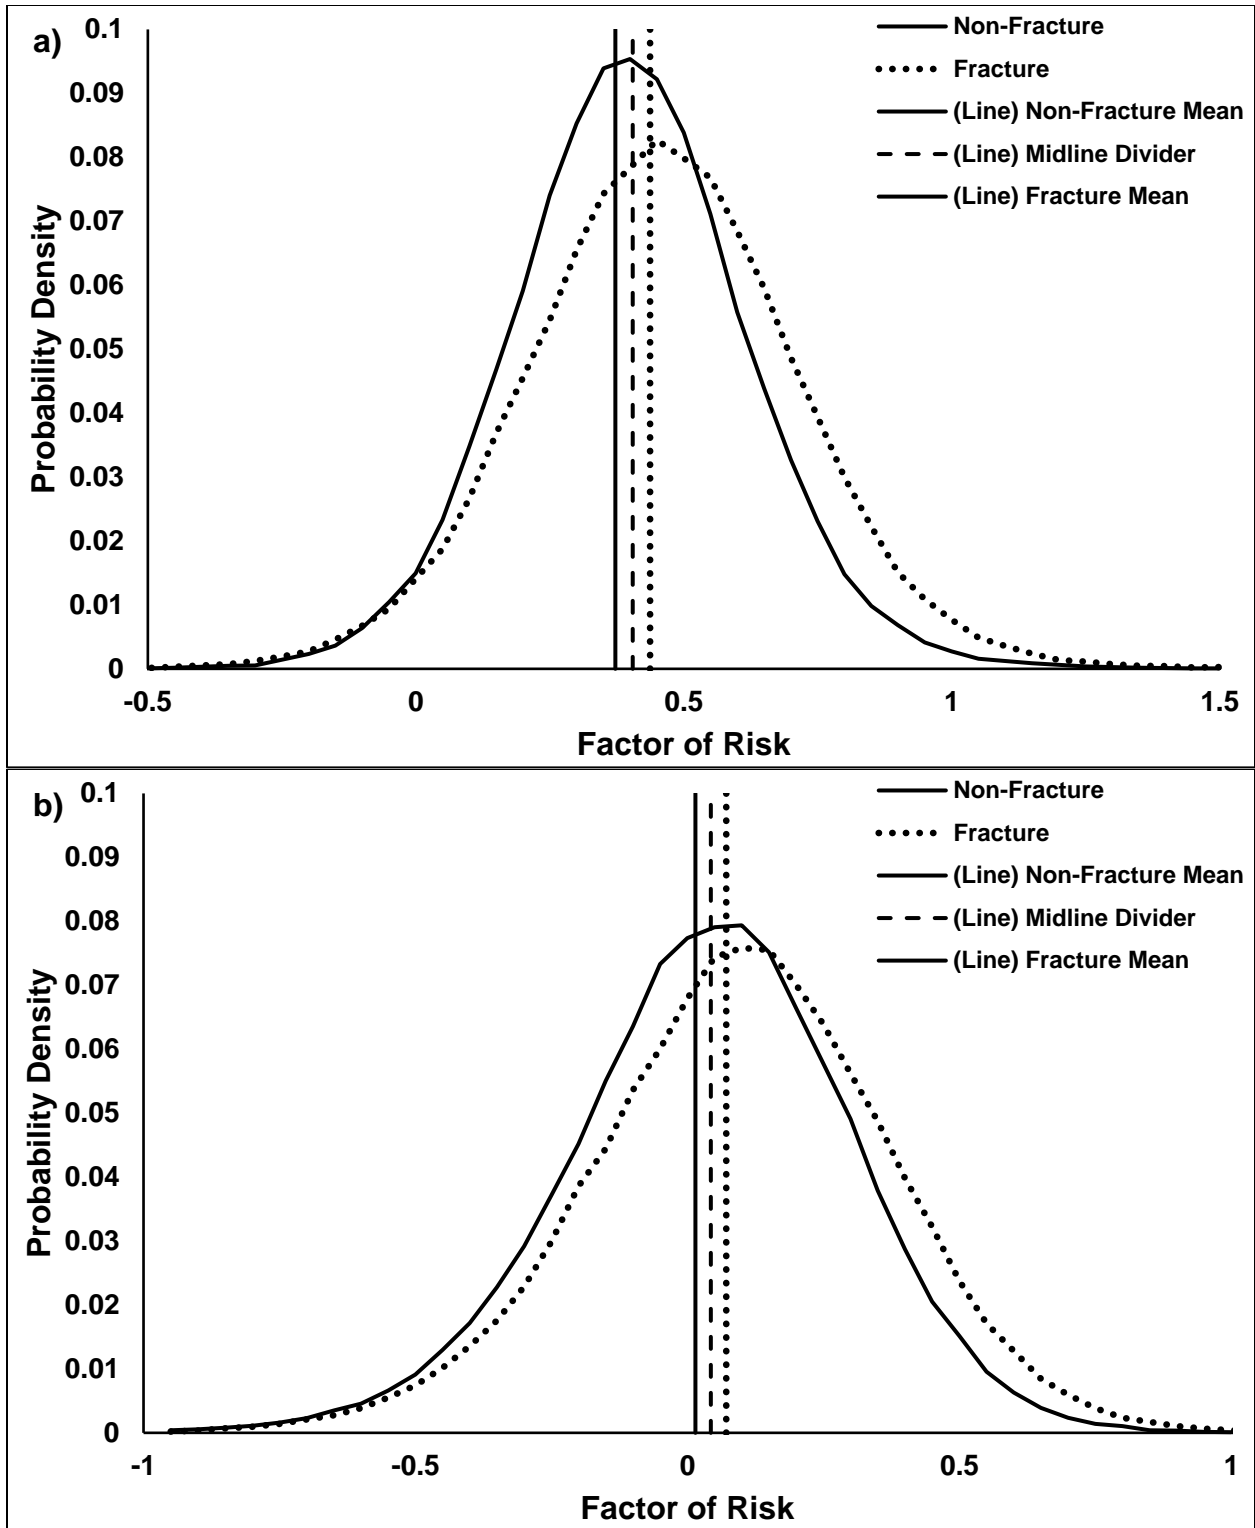 a)
0.1
0.09
0.08
0.07
0.06
0.05
0.04
0.03
0.02
0.01
0
Probability Density
-0.5 0 0.5 1 1.5
Factor of Risk
Non-Fracture
Fracture
(Line) Non-Fracture Mean
(Line) Midline Divider
(Line) Fracture Mean
b)
0.1
0.09
0.08
0.07
0.06
0.05
0.04
0.03
0.02
0.01
0
Probability Density
-1 -0.5 0 0.5 1
Factor of Risk
Non-Fracture
Fracture
(Line) Non-Fracture Mean
(Line) Midline Divider
(Line) Fracture Mean